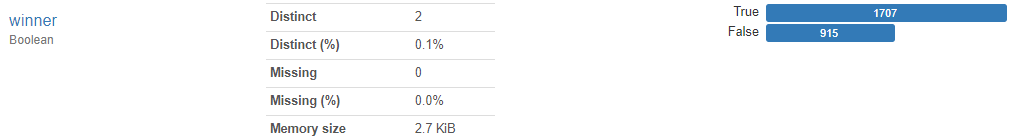 winner
Boolean
Distinct 2
Distinct (%) 0.1%
Missing 0
Missing (%) 0.0%
Memory size 2.7 KiB
True 1707
False 915